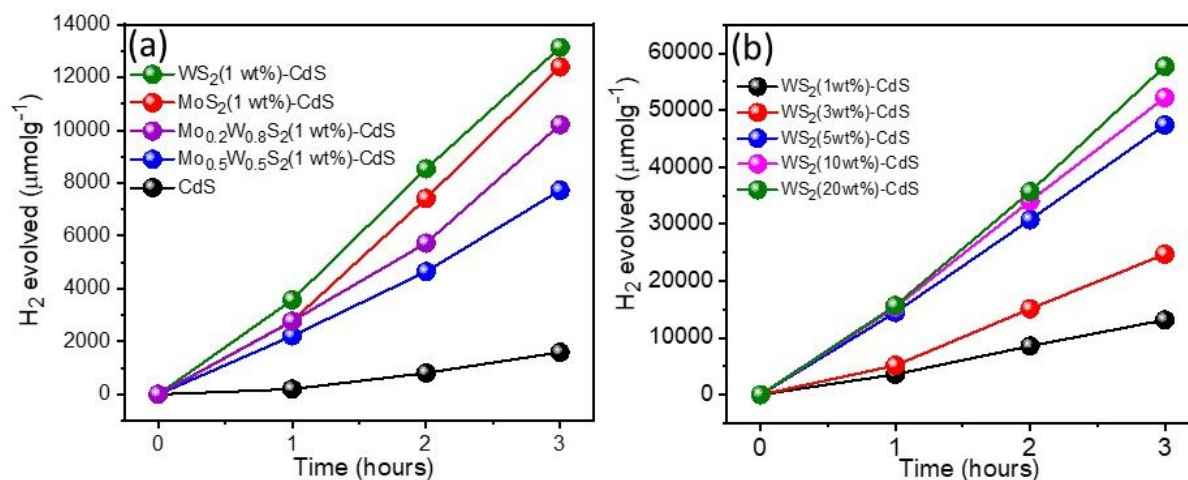 (a)
WS₂(1 wt%)-CdS
MoS₂(1 wt%)-CdS
Mo₀.₂W₀.₈S₂(1 wt%)-CdS
Mo₀.₅W₀.₅S₂(1 wt%)-CdS
CdS
H₂ evolved (μmolg⁻¹)
14000
12000
10000
8000
6000
4000
2000
0
0 1 2 3
Time (hours)
(b)
WS₂(1wt%)-CdS
WS₂(3wt%)-CdS
WS₂(5wt%)-CdS
WS₂(10wt%)-CdS
WS₂(20wt%)-CdS
H₂ evolved (μmolg⁻¹)
60000
50000
40000
30000
20000
10000
0
0 1 2 3
Time (hours)